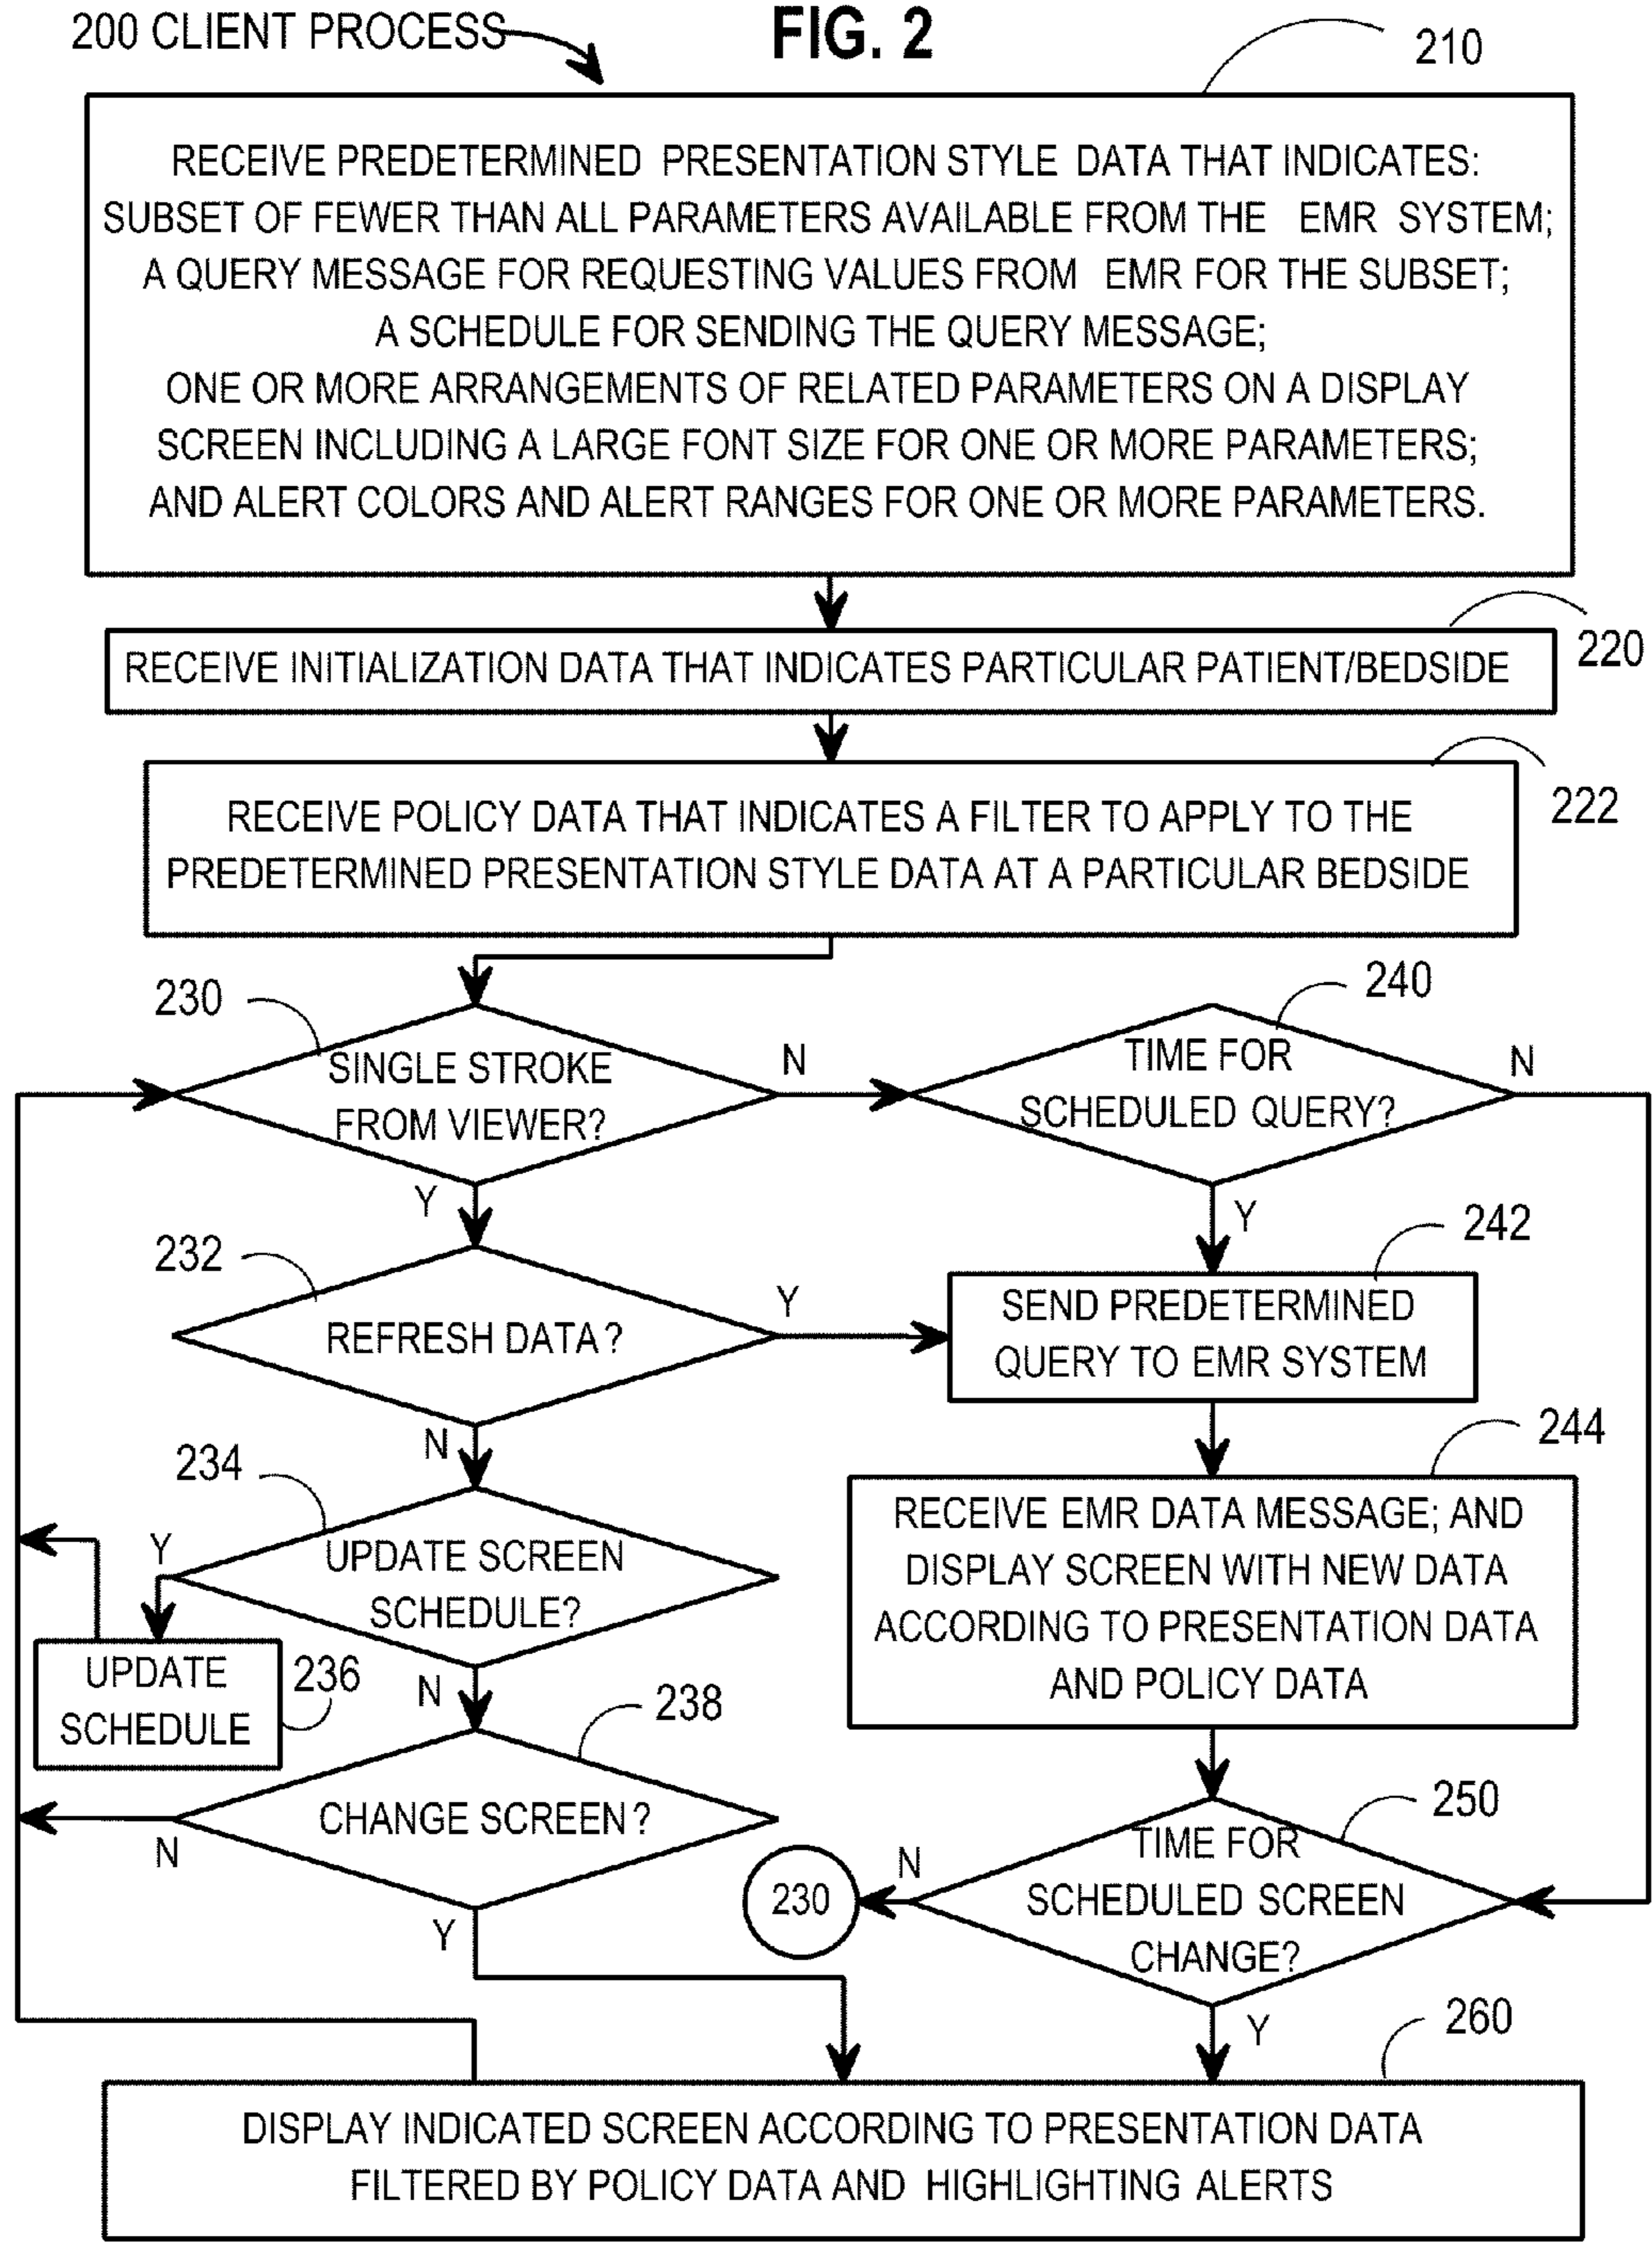 200 CLIENT PROCESS
FIG. 2
210
RECEIVE PREDETERMINED PRESENTATION STYLE DATA THAT INDICATES:
SUBSET OF FEWER THAN ALL PARAMETERS AVAILABLE FROM THE EMR SYSTEM;
A QUERY MESSAGE FOR REQUESTING VALUES FROM EMR FOR THE SUBSET;
A SCHEDULE FOR SENDING THE QUERY MESSAGE;
ONE OR MORE ARRANGEMENTS OF RELATED PARAMETERS ON A DISPLAY
SCREEN INCLUDING A LARGE FONT SIZE FOR ONE OR MORE PARAMETERS;
AND ALERT COLORS AND ALERT RANGES FOR ONE OR MORE PARAMETERS.
220
RECEIVE INITIALIZATION DATA THAT INDICATES PARTICULAR PATIENT/BEDSIDE
222
RECEIVE POLICY DATA THAT INDICATES A FILTER TO APPLY TO THE
PREDETERMINED PRESENTATION STYLE DATA AT A PARTICULAR BEDSIDE
230
SINGLE STROKE
FROM VIEWER?
N
Y
240
TIME FOR
SCHEDULED QUERY?
N
Y
232
REFRESH DATA?
Y
N
242
SEND PREDETERMINED
QUERY TO EMR SYSTEM
234
UPDATE SCREEN
SCHEDULE?
Y
N
244
RECEIVE EMR DATA MESSAGE; AND
DISPLAY SCREEN WITH NEW DATA
ACCORDING TO PRESENTATION DATA
AND POLICY DATA
UPDATE
SCHEDULE
236
238
CHANGE SCREEN?
N
Y
250
TIME FOR
SCHEDULED SCREEN
CHANGE?
N
230
Y
260
DISPLAY INDICATED SCREEN ACCORDING TO PRESENTATION DATA
FILTERED BY POLICY DATA AND HIGHLIGHTING ALERTS